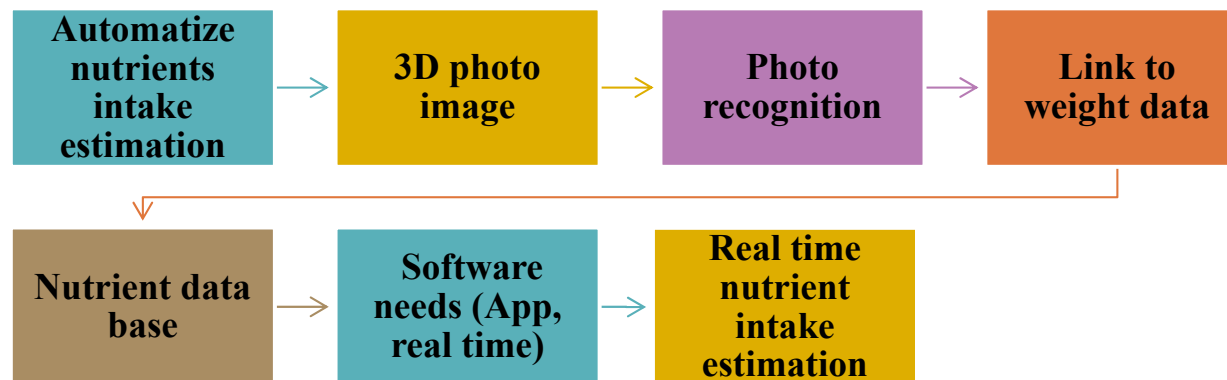 Automatize
nutrients
intake
estimation
3D photo
image
Photo
recognition
Link to
weight data
Nutrient data
base
Software
needs (App,
real time)
Real time
nutrient
intake
estimation